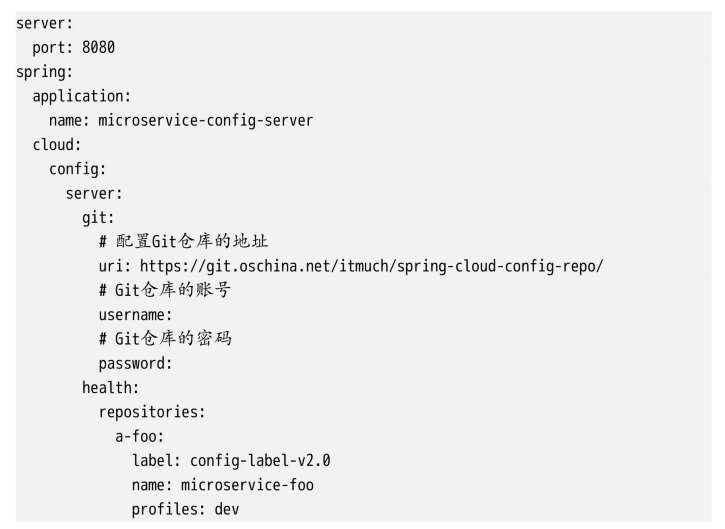 server:
  port: 8080
spring:
  application:
    name: microservice-config-server
  cloud:
    config:
      server:
        git:
          # 配置Git仓库的地址
          uri: https://git.oschina.net/itmuch/spring-cloud-config-repo/
          # Git仓库的账号
          username:
          # Git仓库的密码
          password:
        health:
          repositories:
            a-foo:
              label: config-label-v2.0
              name: microservice-foo
              profiles: dev